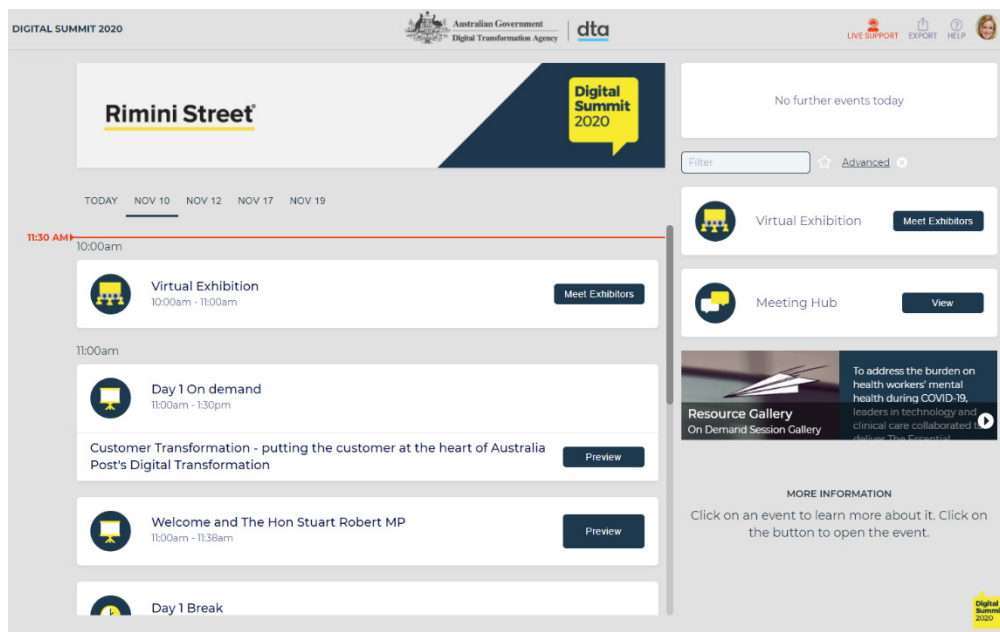 DIGITAL SUMMIT 2020
Australian Government
Digital Transformation Agency
dta
LIVE SUPPORT
EXPORT
HELP
Rimini Street
Digital
Summit
2020
No further events today
Filter
Advanced
TODAY
NOV 10
NOV 12
NOV 17
NOV 19
11:30 AM
10:00am
Virtual Exhibition
10:00am - 11:00am
Meet Exhibitors
11:00am
Day 1 On demand
11:00am - 1:30pm
Customer Transformation - putting the customer at the heart of Australia
Post's Digital Transformation
Preview
Welcome and The Hon Stuart Robert MP
11:00am - 11:38am
Preview
Day 1 Break
Virtual Exhibition
Meet Exhibitors
Meeting Hub
View
Resource Gallery
On Demand Session Gallery
To address the burden on
health workers' mental
health during COVID-19,
leaders in technology and
clinical care collaborated to
deliver The Essential
MORE INFORMATION
Click on an event to learn more about it. Click on
the button to open the event.
Digital
Summit
2020